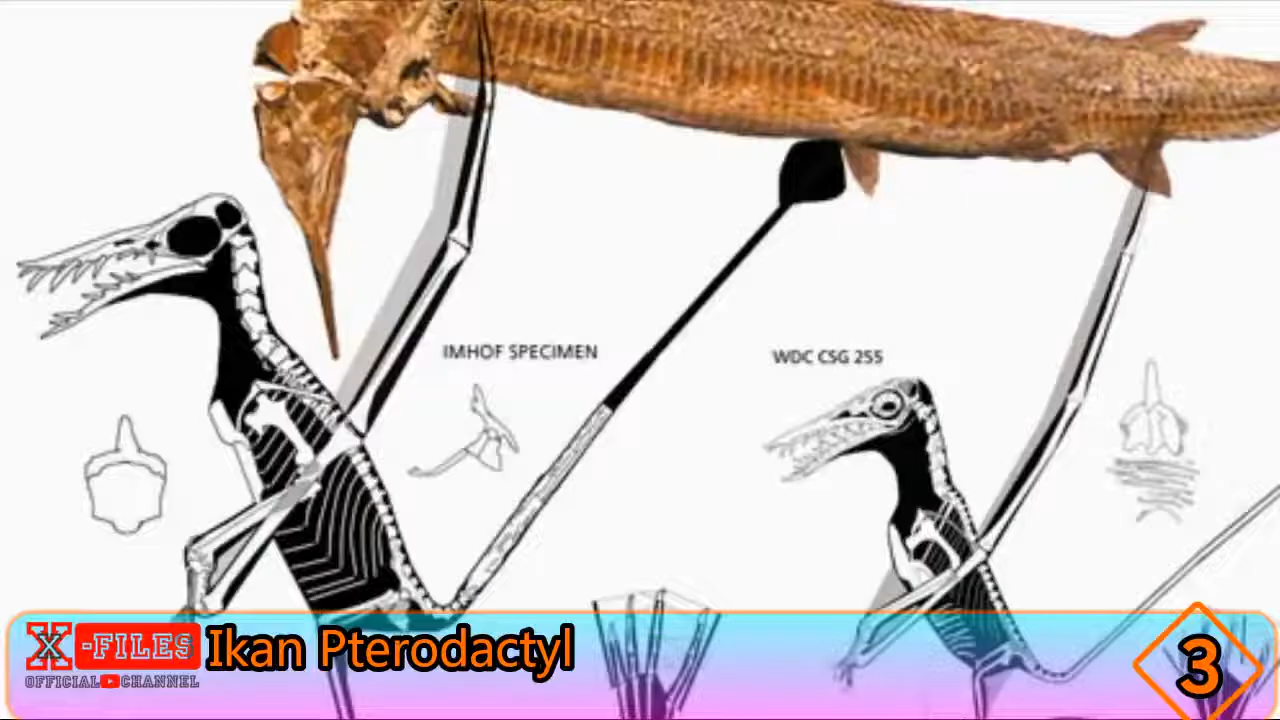 IMHOF SPECIMEN
WDC CSG 255
X-FILES
OFFICIAL CHANNEL
Ikan Pterodactyl
3